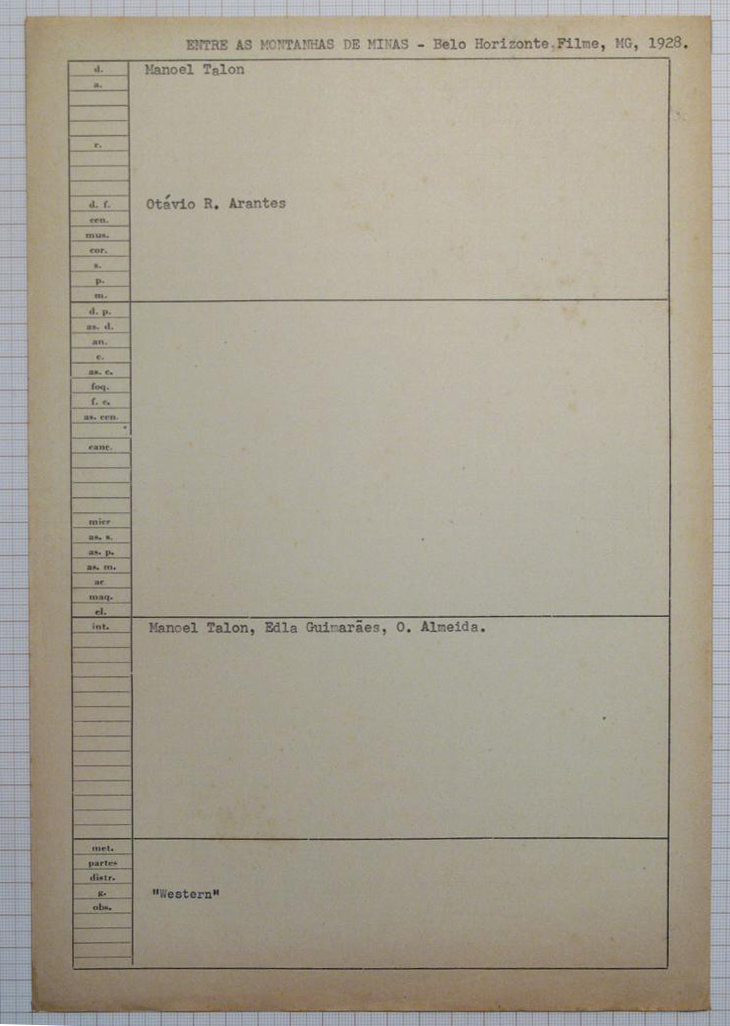 ENTRE AS MONTANHAS DE MINAS - Belo Horizonte Filme, MG, 1928.
d. Manoel Talon
a.
r.
d. f. Otávio R. Arantes
cen.
mus.
cor.
s.
p.
m.
d. p.
as. d.
an.
c.
as. c.
foq.
f. c.
as. cen.
canc.
micr
as. s.
as. p.
as. m.
ac
maq.
el.
int. Manoel Talon, Edla Guimarães, O. Almeida.
met.
partes
distr.
g. "Western"
obs.